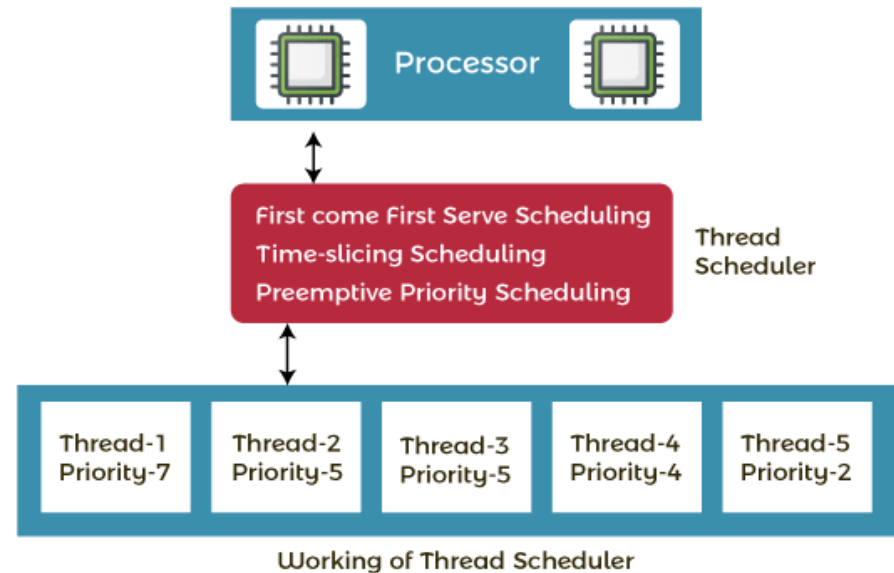 Processor
First come First Serve Scheduling
Time-slicing Scheduling
Preemptive Priority Scheduling
Thread
Scheduler
Thread-1
Priority-7
Thread-2
Priority-5
Thread-3
Priority-5
Thread-4
Priority-4
Thread-5
Priority-2
Working of Thread Scheduler